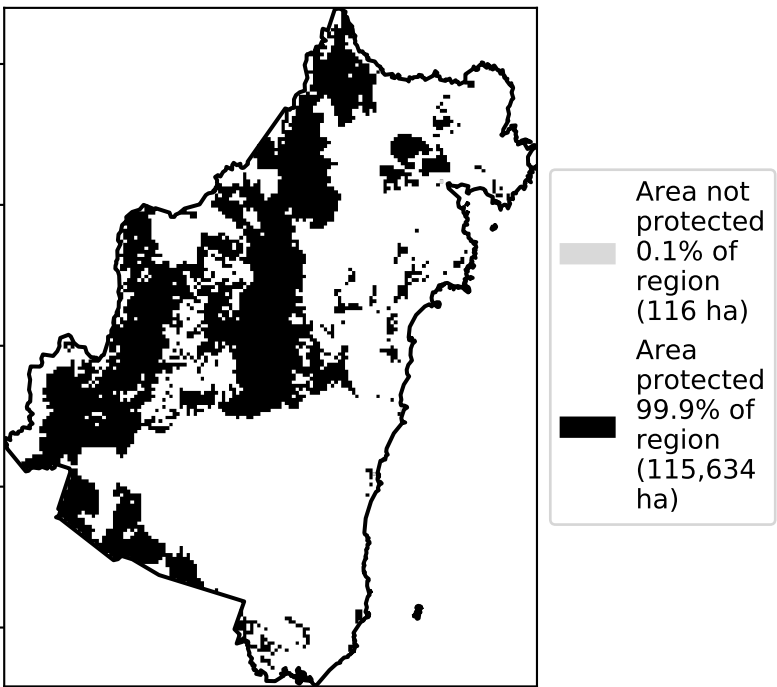 Area not
protected
0.1% of
region
(116 ha)
Area
protected
99.9% of
region
(115,634
ha)